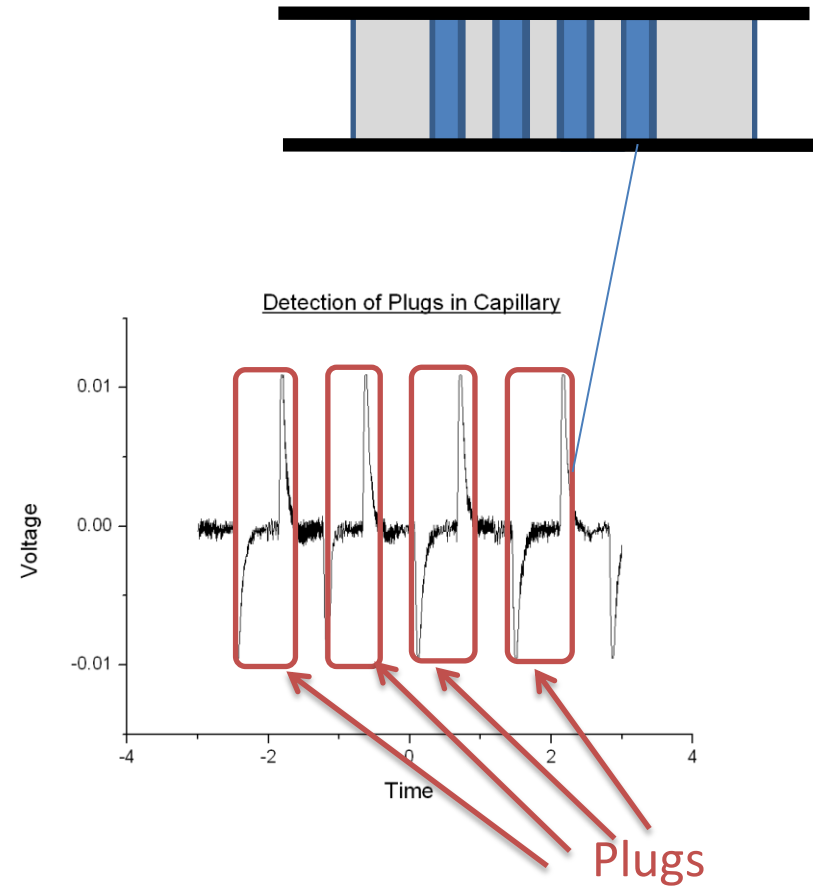 Detection of Plugs in Capillary
0.01
0.00
-0.01
Voltage
-4
-2
0
2
4
Time
Plugs